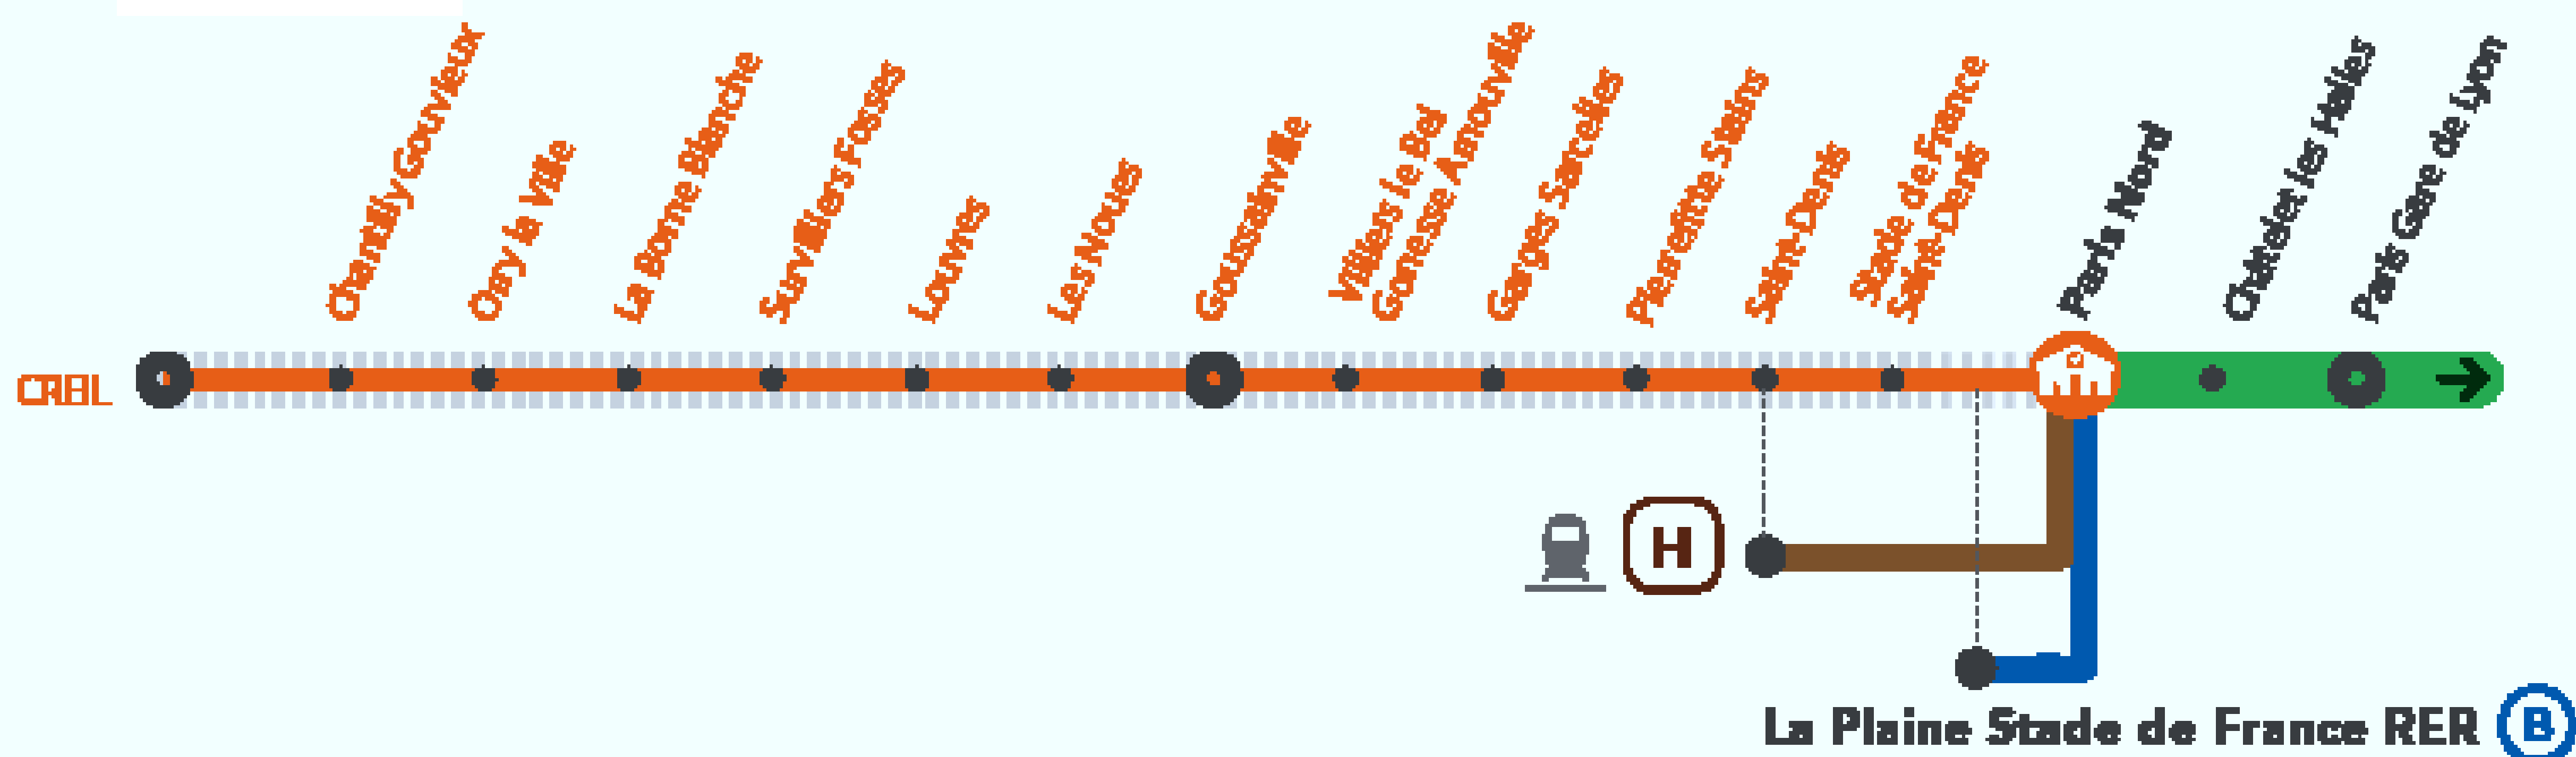 CREIL
Chantilly Gouvieux
Orry la Ville
La Borne Blanche
Survilliers Fosses
Louvres
Les Noues
Goussainville
Villiers le Bel
Gonesse Arnouville
Garges Sarcelles
Pierrefitte Stains
Saint-Denis
Stade de France
Saint-Denis
Paris Nord
Châtelet les Halles
Paris Gare de Lyon
H
La Plaine Stade de France RER B